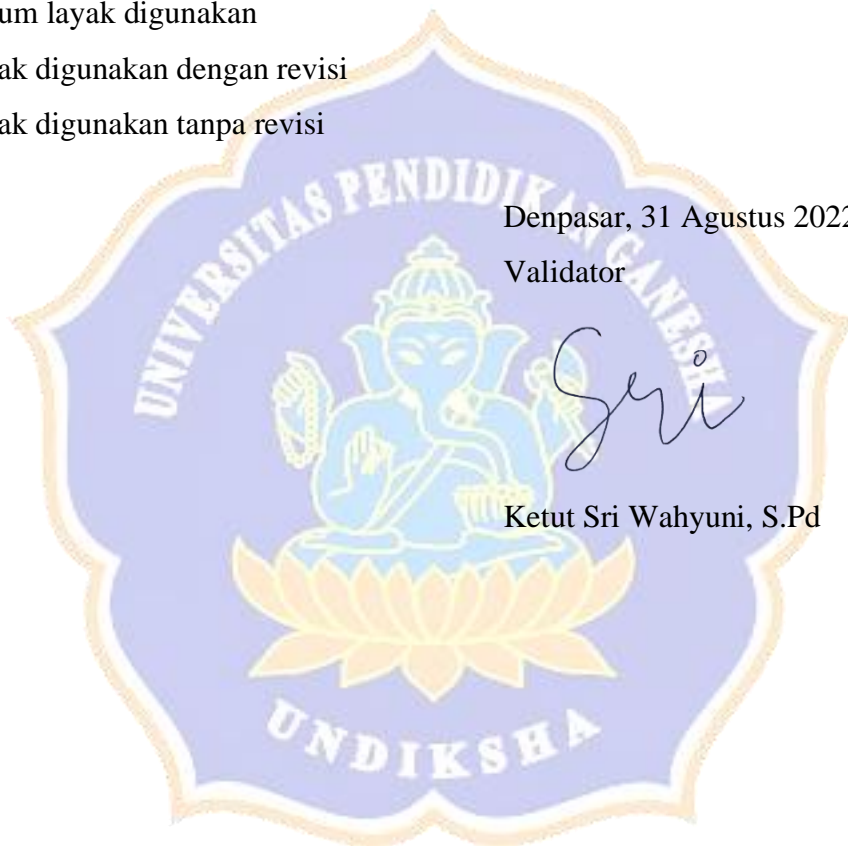 um layak digunakan
ak digunakan dengan revisi
ak digunakan tanpa revisi
UNIVERSITAS PENDIDIKAN GANESHA
Denpasar, 31 Agustus 2022
Validator
Sri
Ketut Sri Wahyuni, S.Pd
UNDIKSHA